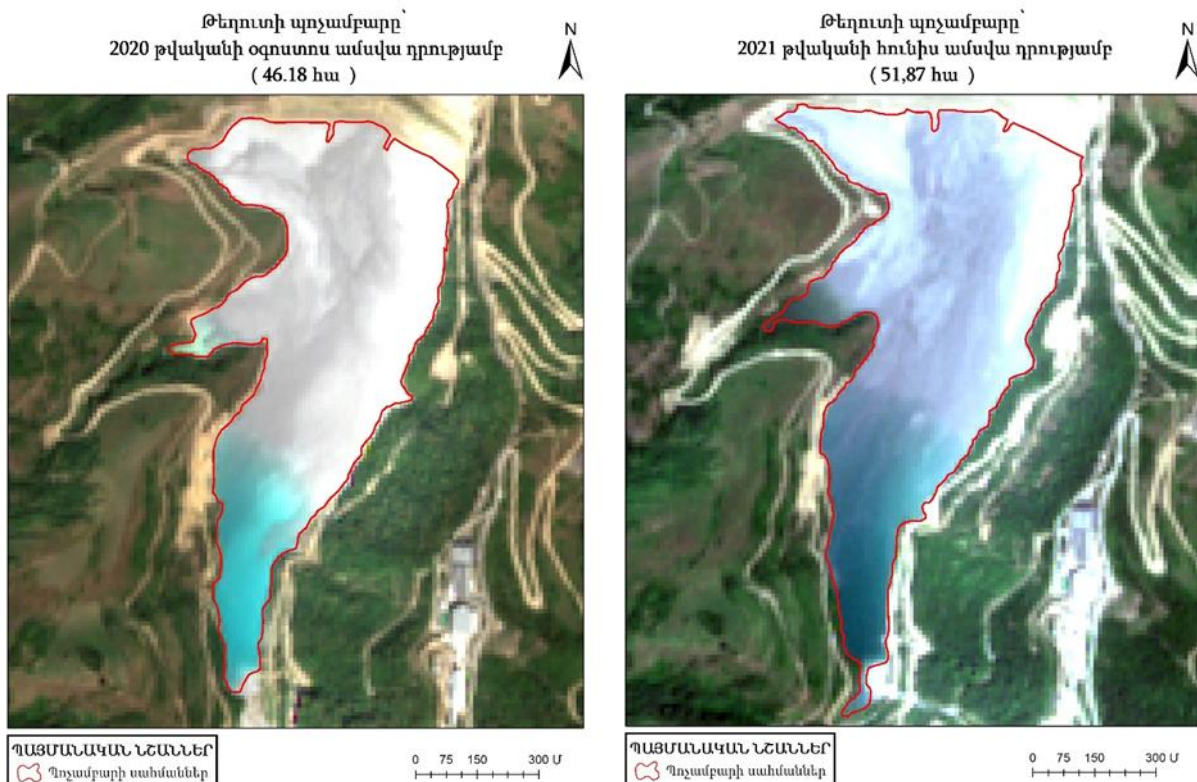 Թեղուտի պոչամբարը՝
2020 թվականի օգոստոս ամսվա դրությամբ
( 46.18 հա )
N
0 75 150 300 Մ
ՊԱՅՄԱՆԱԿԱՆ ՆՇԱՆՆԵՐ
Պոչամբարի սահմաններ
Թեղուտի պոչամբարը՝
2021 թվականի հունիս ամսվա դրությամբ
( 51,87 հա )
N
0 75 150 300 Մ
ՊԱՅՄԱՆԱԿԱՆ ՆՇԱՆՆԵՐ
Պոչամբարի սահմաններ